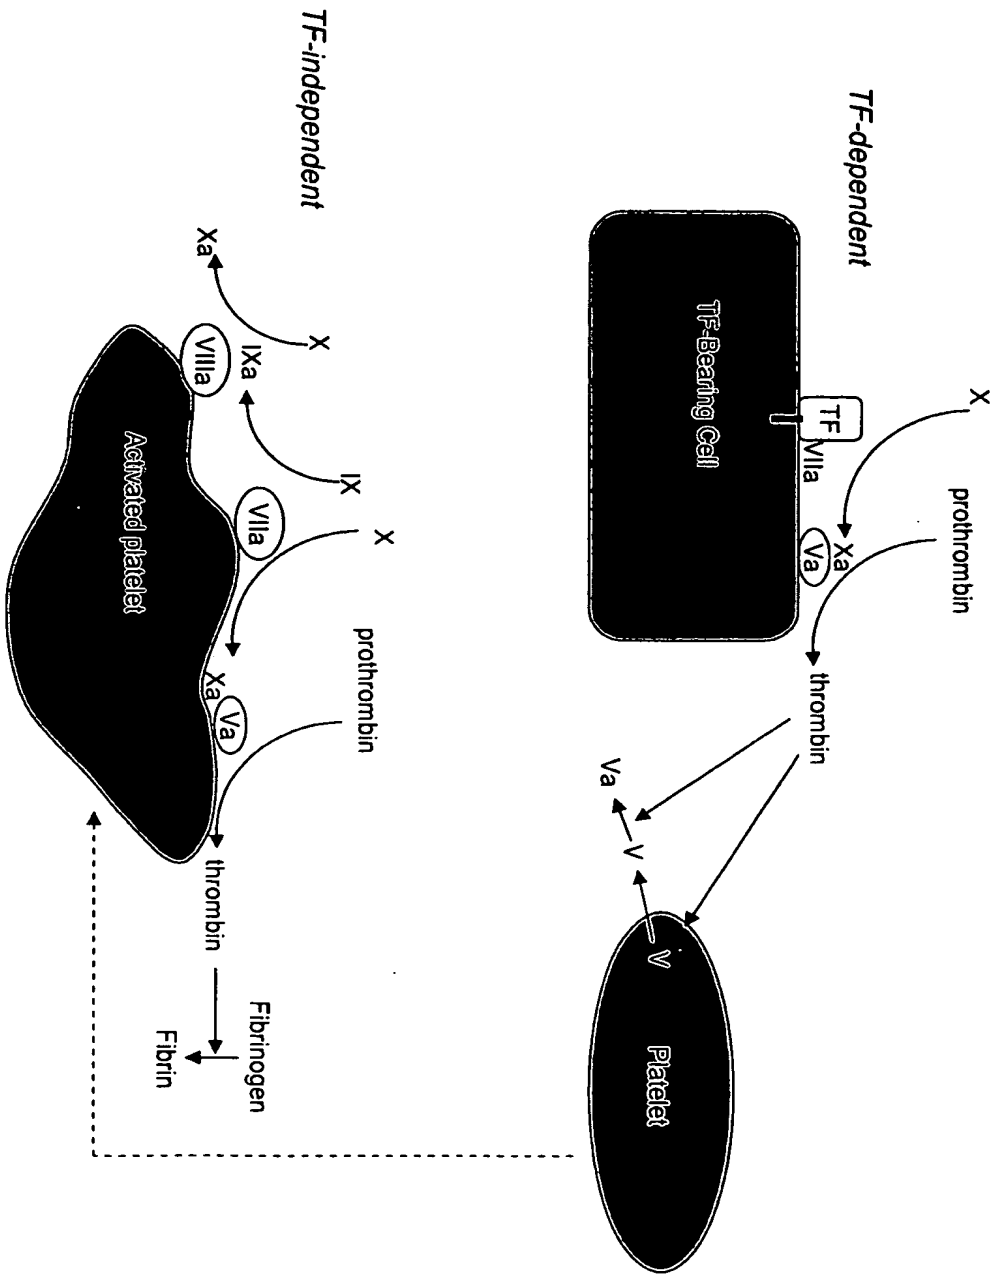 TF-dependent
X
prothrombin
TF
VIIa
Xa
Va
thrombin
TF-Bearing Cell
Va
V
V
Platelet
TF-independent
X
IX
X
prothrombin
Xa
IXa
VIIIa
VIIa
Xa
Va
thrombin
Fibrinogen
Fibrin
Activated platelet